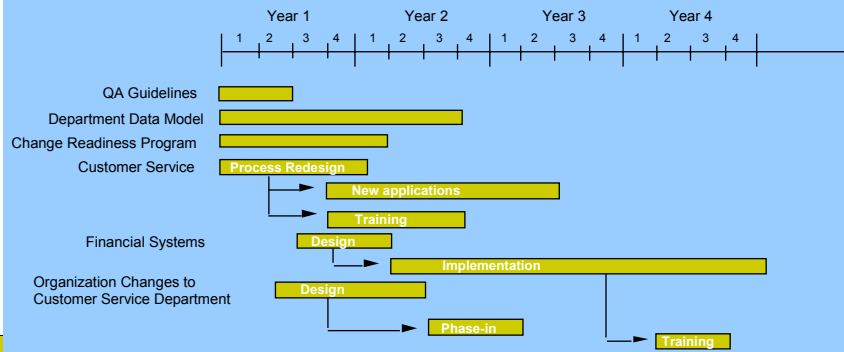 Year 1 Year 2 Year 3 Year 4
1 2 3 4 1 2 3 4 1 2 3 4 1 2 3 4
QA Guidelines
Department Data Model
Change Readiness Program
Customer Service Process Redesign
New applications
Training
Financial Systems Design
Implementation
Organization Changes to
Customer Service Department Design
Phase-in
Training